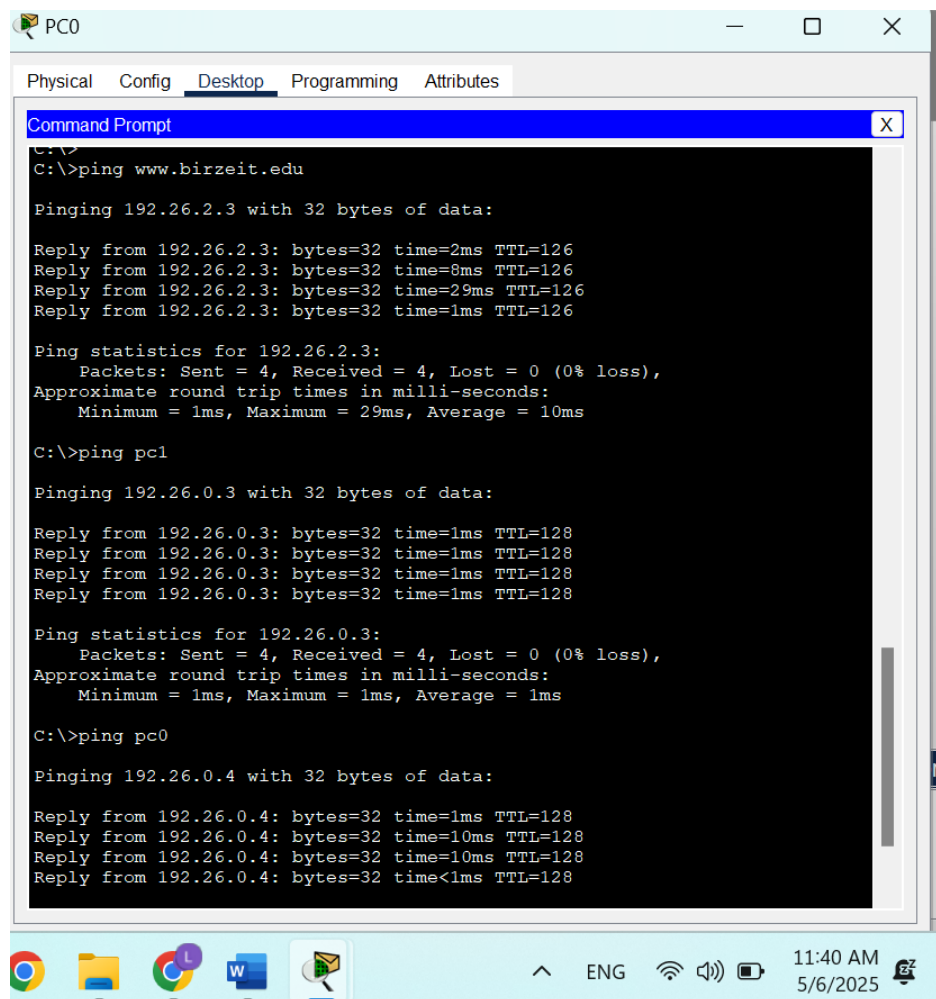 PC0
Physical Config Desktop Programming Attributes
Command Prompt
X
C:\>
C:\>ping www.birzeit.edu
Pinging 192.26.2.3 with 32 bytes of data:
Reply from 192.26.2.3: bytes=32 time=2ms TTL=126
Reply from 192.26.2.3: bytes=32 time=8ms TTL=126
Reply from 192.26.2.3: bytes=32 time=29ms TTL=126
Reply from 192.26.2.3: bytes=32 time=1ms TTL=126
Ping statistics for 192.26.2.3:
Packets: Sent = 4, Received = 4, Lost = 0 (0% loss),
Approximate round trip times in milli-seconds:
Minimum = 1ms, Maximum = 29ms, Average = 10ms
C:\>ping pc1
Pinging 192.26.0.3 with 32 bytes of data:
Reply from 192.26.0.3: bytes=32 time=1ms TTL=128
Reply from 192.26.0.3: bytes=32 time=1ms TTL=128
Reply from 192.26.0.3: bytes=32 time=1ms TTL=128
Reply from 192.26.0.3: bytes=32 time=1ms TTL=128
Ping statistics for 192.26.0.3:
Packets: Sent = 4, Received = 4, Lost = 0 (0% loss),
Approximate round trip times in milli-seconds:
Minimum = 1ms, Maximum = 1ms, Average = 1ms
C:\>ping pc0
Pinging 192.26.0.4 with 32 bytes of data:
Reply from 192.26.0.4: bytes=32 time=1ms TTL=128
Reply from 192.26.0.4: bytes=32 time=10ms TTL=128
Reply from 192.26.0.4: bytes=32 time=10ms TTL=128
Reply from 192.26.0.4: bytes=32 time<1ms TTL=128
L
W
ENG
11:40 AM
5/6/2025